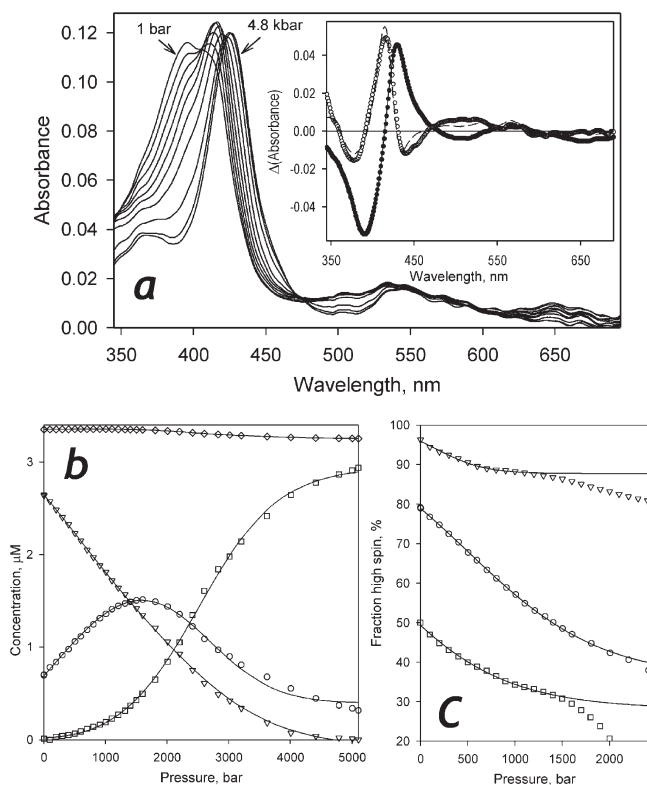 1 bar
4.8 kbar
0.12
0.10
0.08
0.06
0.04
0.02
0.00
Absorbance
a
350 400 450 500 550 600 650
Wavelength, nm
0.04
0.02
0.00
-0.02
-0.04
Δ(Absorbance)
345 450 550 650
Wavelength, nm
b
3
2
1
0
Concentration, µM
0 1000 2000 3000 4000 5000
Pressure, bar
c
100
90
80
70
60
50
40
30
20
Fraction high spin, %
0 500 1000 1500 2000
Pressure, bar